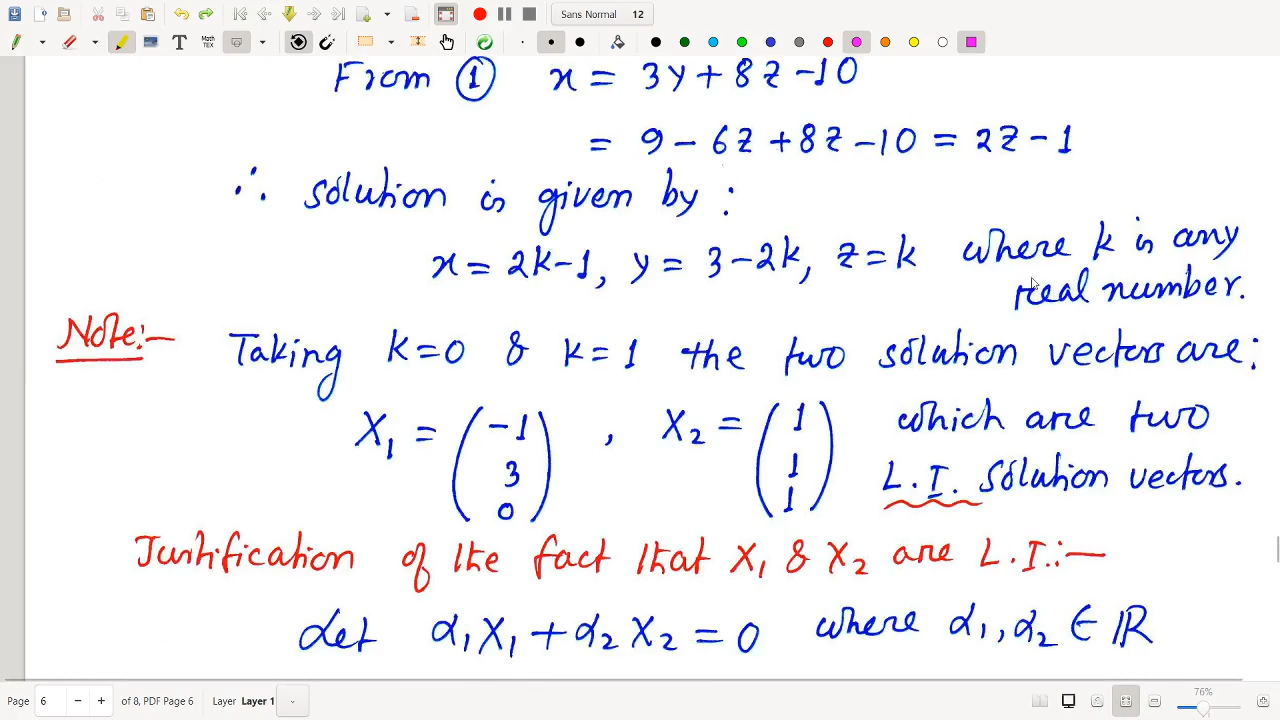 Sans Normal 12
T MATH TEX
From ① x = 3y + 8z - 10
= 9 - 6z + 8z - 10 = 2z - 1
∴ solution is given by :
x = 2k-1, y = 3-2k, z = k where k is any
real number.
Note:- Taking k=0 & k=1 the two solution vectors are:
X₁ = (-1 3 0) , X₂ = (1 1 1) which are two
L.I. solution vectors.
Justification of the fact that X₁ & X₂ are L.I.:-
Let α₁X₁ + α₂X₂ = 0 where α₁, α₂ ∈ ℝ
Page 6 - + of 8, PDF Page 6 Layer Layer 1 76%